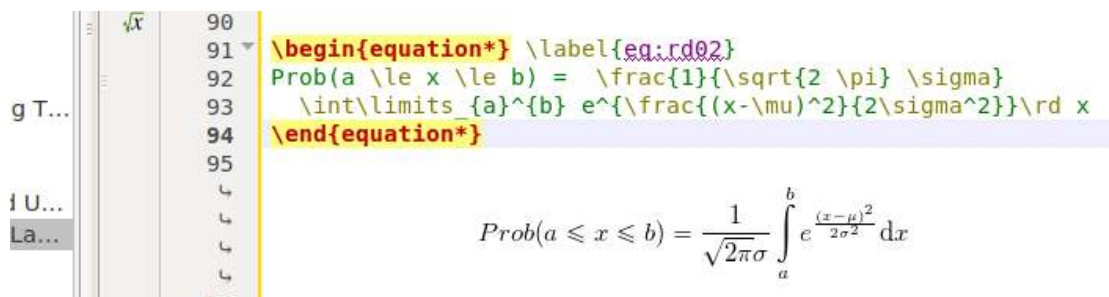 √x
90
91 \begin{equation*} \label{eq:rd02}
92 Prob(a \le x \le b) =  \frac{1}{\sqrt{2 \pi} \sigma}
g T... 93 \int\limits_{a}^{b} e^{\frac{(x-\mu)^2}{2\sigma^2}}\rd x
94 \end{equation*}
95
d U...
La...
Prob(a ⩽ x ⩽ b) = 1/(√2πσ) ∫_a^b e^((x−μ)²/2σ²) dx